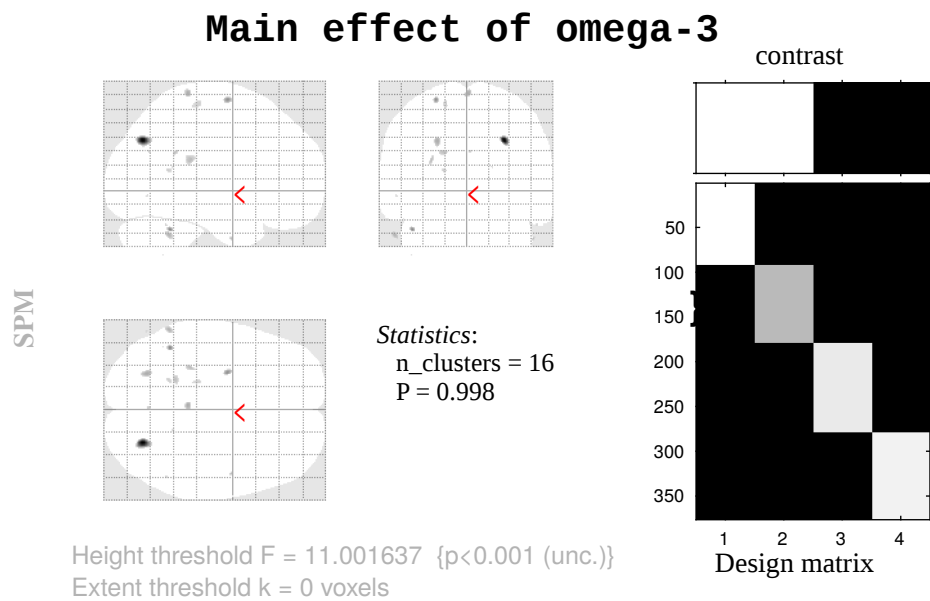 Main effect of omega-3
contrast
SPM
Statistics:
n_clusters = 16
P = 0.998
50
100
150
200
250
300
350
1 2 3 4
Design matrix
Height threshold F = 11.001637 {p<0.001 (unc.)}
Extent threshold k = 0 voxels